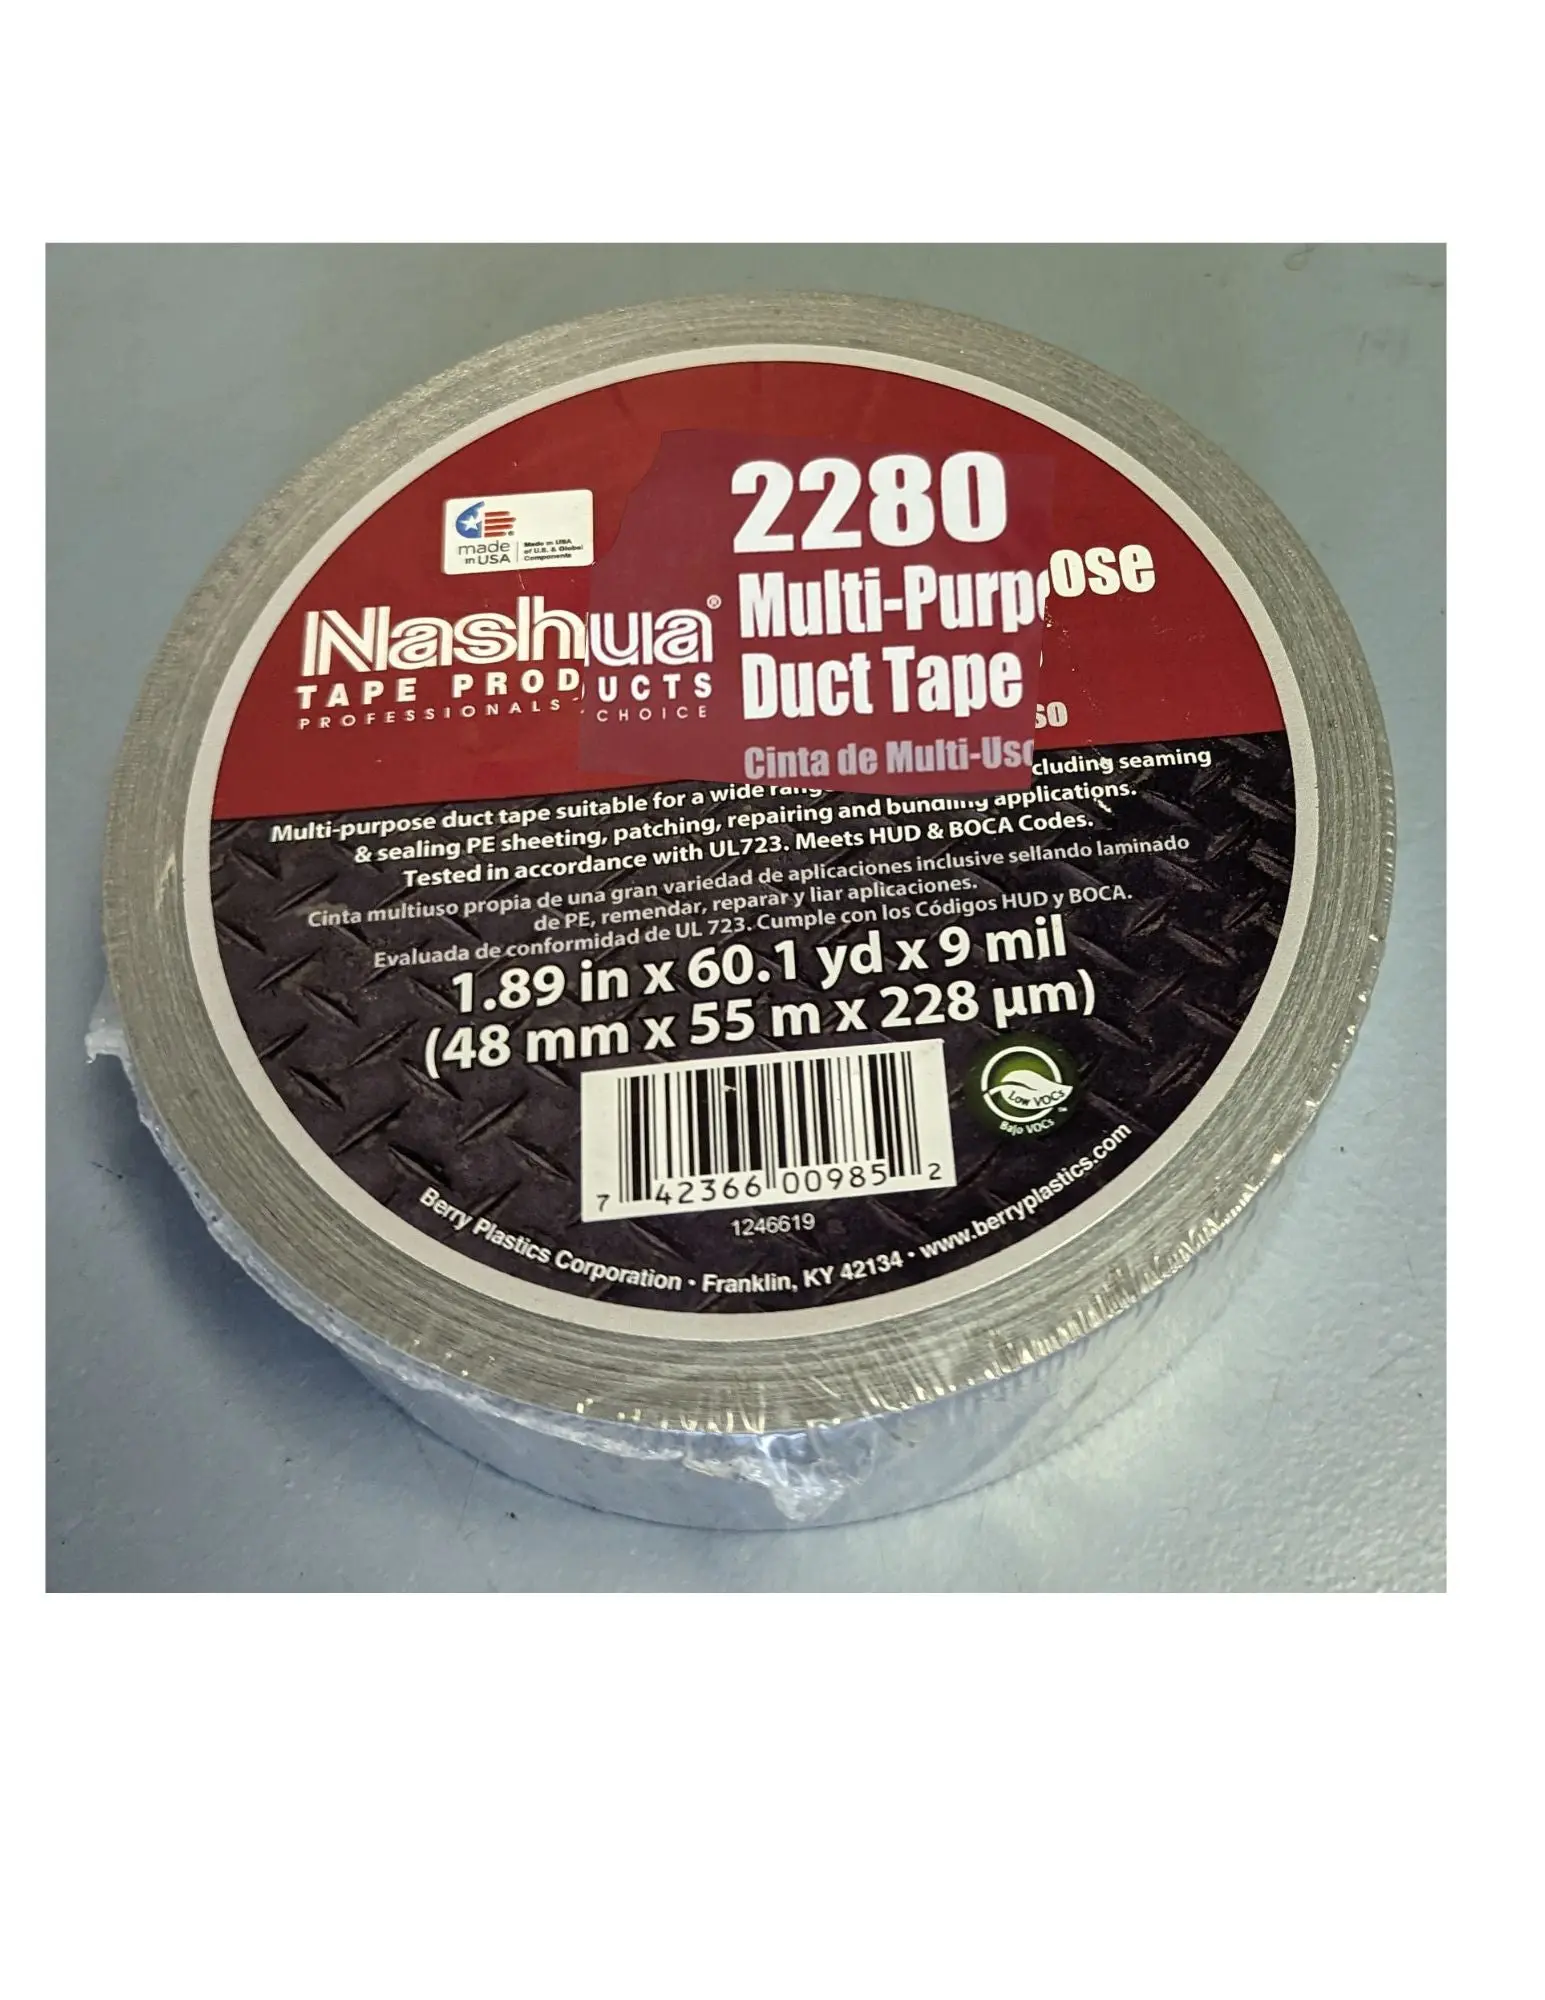 2280
Multi-Purpose
Duct Tape
Cinta de Multi-Uso
so
made in USA
Made in USA
of U.S. & Global
Components
Nashua®
TAPE PRODUCTS
PROFESSIONALS' CHOICE
Multi-purpose duct tape suitable for a wide cluding seaming
& sealing PE sheeting, patching, repairing and bundling applications.
Tested in accordance with UL723. Meets HUD & BOCA Codes.
Cinta multiuso propia de una gran variedad de aplicaciones inclusive sellando laminado
de PE, remendar, reparar y liar aplicaciones.
Evaluada de conformidad de UL 723. Cumple con los Códigos HUD y BOCA.
1.89 in x 60.1 yd x 9 mil
(48 mm x 55 m x 228 µm)
Low VOCs™
Bajo VOCs
7 42366 00985 2
1246619
Berry Plastics Corporation • Franklin, KY 42134 • www.berryplastics.com